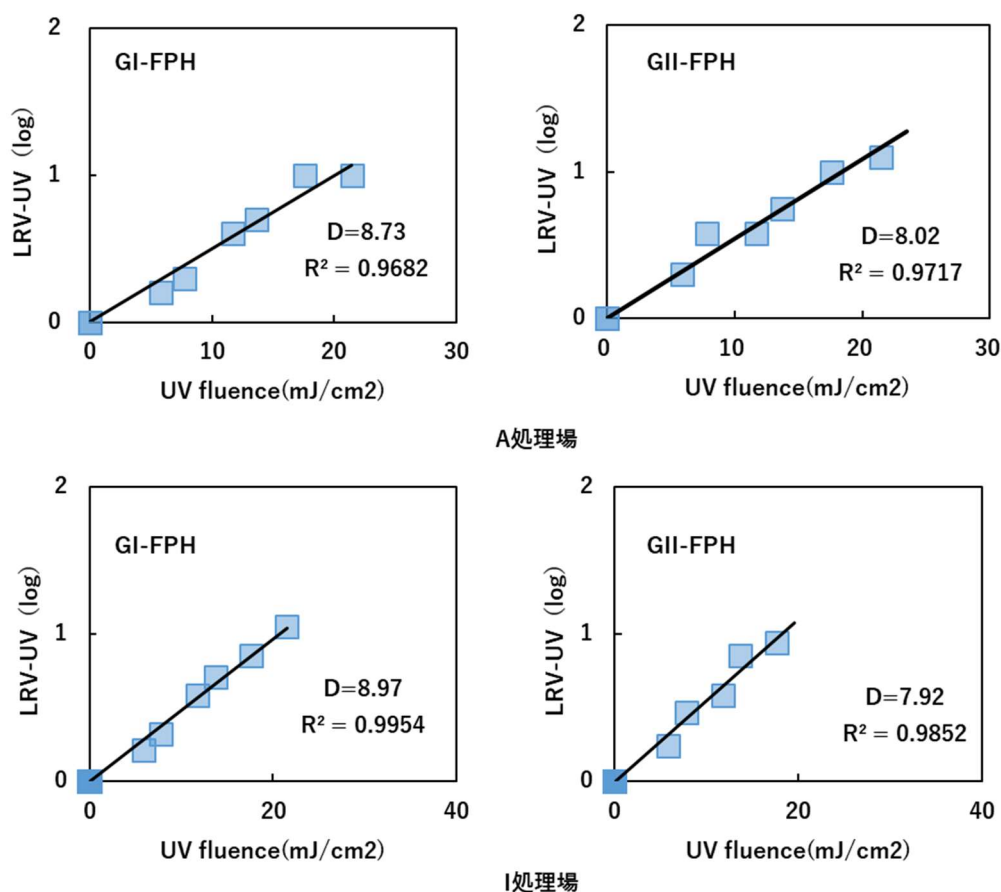 2
GI-FPH
LRV-UV (log)
1
D=8.73
R² = 0.9682
0
0 10 20 30
UV fluence(mJ/cm2)
2
GII-FPH
LRV-UV (log)
1
D=8.02
R² = 0.9717
0
0 10 20 30
UV fluence(mJ/cm2)
A処理場
2
GI-FPH
LRV-UV (log)
1
D=8.97
R² = 0.9954
0
0 20 40
UV fluence(mJ/cm2)
2
GII-FPH
LRV-UV (log)
1
D=7.92
R² = 0.9852
0
0 20 40
UV fluence(mJ/cm2)
I処理場